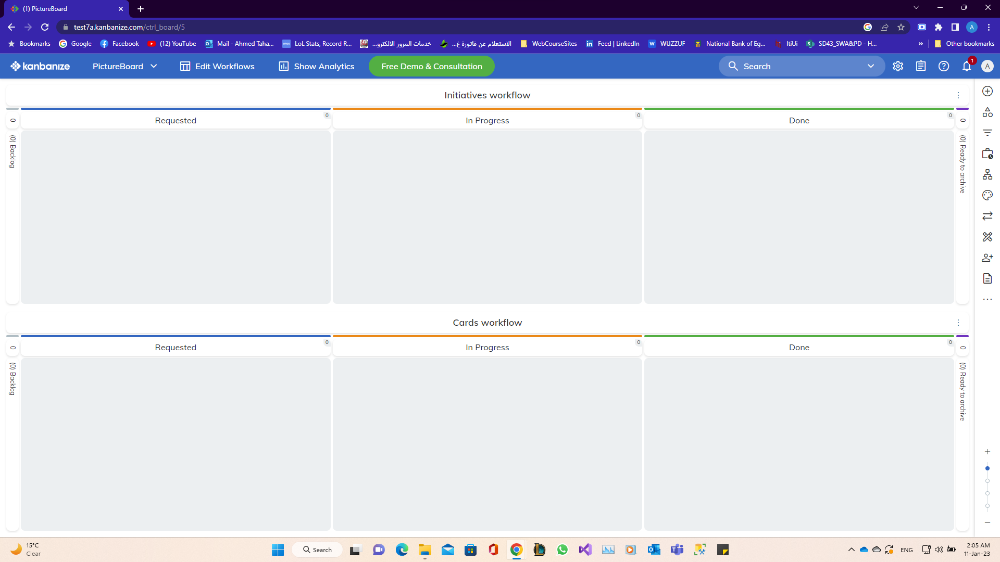 (1) PictureBoard
test7a.kanbanize.com/ctrl_board/5
A
Bookmarks Google Facebook (12) YouTube Mail - Ahmed Taha... LoL Stats, Record R... خدمات المرور الالكترو... الاستعلام عن فاتورة غ... WebCourseSites Feed | LinkedIn WUZZUF National Bank of Eg... ItiUi SD43_SWA&PD - H... » Other bookmarks
kanbanize PictureBoard Edit Workflows Show Analytics Free Demo & Consultation Search 1 A
Initiatives workflow
0 Requested 0 In Progress 0 Done 0 0
(0) Backlog
(0) Ready to archive
Cards workflow
0 Requested 0 In Progress 0 Done 0 0
(0) Backlog
(0) Ready to archive
15°C
Clear
Search
ENG
2:05 AM
11-Jan-23